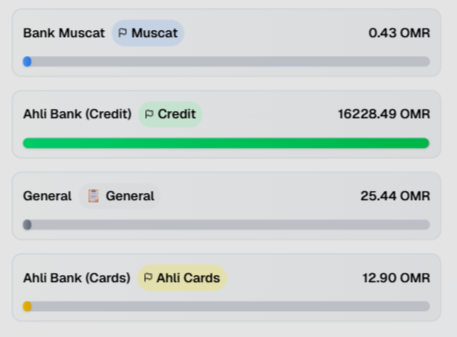 Bank Muscat Muscat 0.43 OMR
Ahli Bank (Credit) Credit 16228.49 OMR
General General 25.44 OMR
Ahli Bank (Cards) Ahli Cards 12.90 OMR